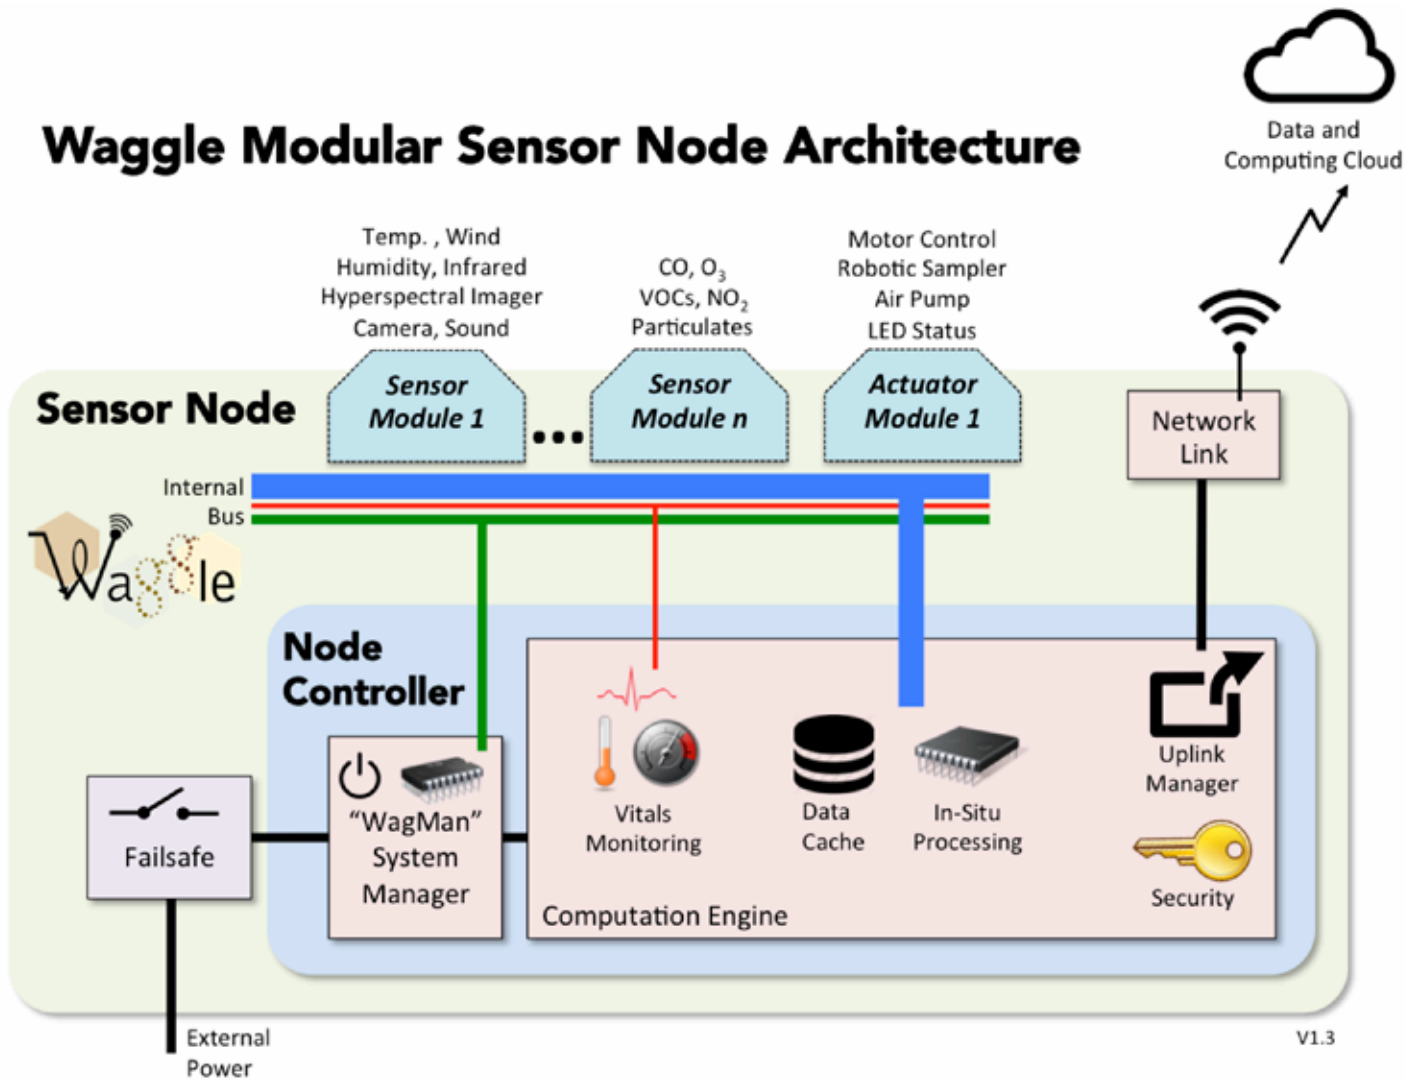 Data and
Computing Cloud
Waggle Modular Sensor Node Architecture
Temp. , Wind
Humidity, Infrared
Hyperspectral Imager
Camera, Sound
CO, O₃
VOCs, NO₂
Particulates
Motor Control
Robotic Sampler
Air Pump
LED Status
Sensor Node
Sensor
Module 1
...
Sensor
Module n
Actuator
Module 1
Network
Link
Internal
Bus
Waggle
Node
Controller
Failsafe
"WagMan"
System
Manager
Vitals
Monitoring
Data
Cache
In-Situ
Processing
Uplink
Manager
Security
Computation Engine
External
Power
V1.3